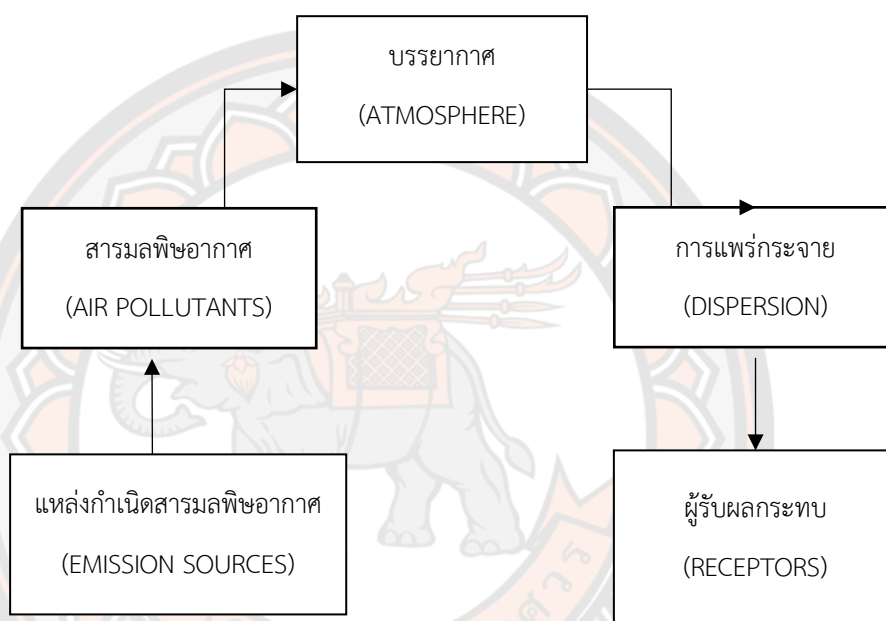 บรรยากาศ
(ATMOSPHERE)
สารมลพิษอากาศ
(AIR POLLUTANTS)
การแพร่กระจาย
(DISPERSION)
แหล่งกำเนิดสารมลพิษอากาศ
(EMISSION SOURCES)
ผู้รับผลกระทบ
(RECEPTORS)